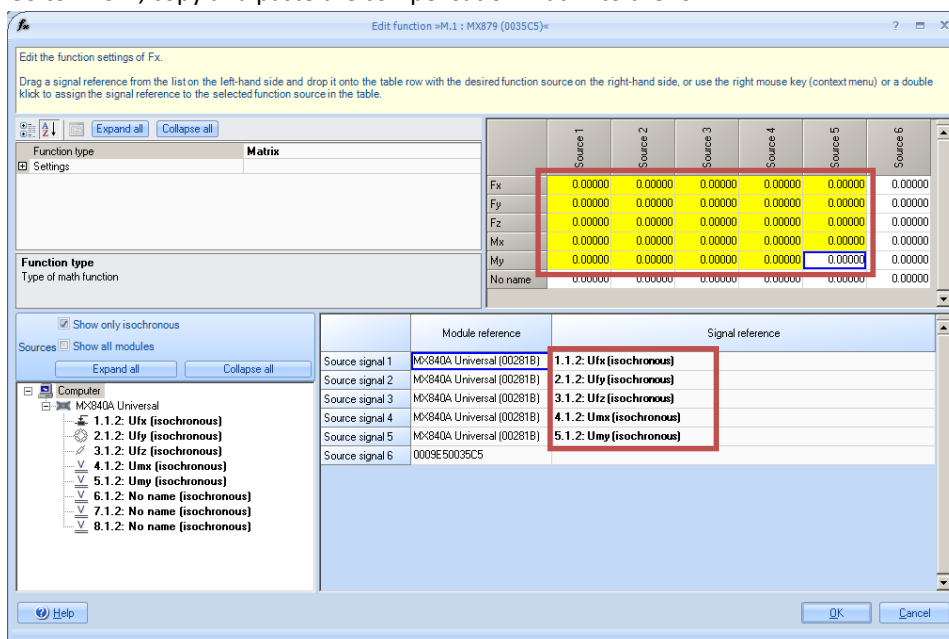 Edit function »M.1 : MX879 (0035C5)«
Edit the function settings of Fx.
Drag a signal reference from the list on the left-hand side and drop it onto the table row with the desired function source on the right-hand side, or use the right mouse key (context menu) or a double
klick to assign the signal reference to the selected function source in the table.
Expand all Collapse all
Function type Matrix
Settings
Function type
Type of math function
Source 1 Source 2 Source 3 Source 4 Source 5 Source 6
Fx 0.00000 0.00000 0.00000 0.00000 0.00000 0.00000
Fy 0.00000 0.00000 0.00000 0.00000 0.00000 0.00000
Fz 0.00000 0.00000 0.00000 0.00000 0.00000 0.00000
Mx 0.00000 0.00000 0.00000 0.00000 0.00000 0.00000
My 0.00000 0.00000 0.00000 0.00000 0.00000 0.00000
No name 0.00000 0.00000 0.00000 0.00000 0.00000 0.00000
Show only isochronous
Sources Show all modules
Expand all Collapse all
Computer
MX840A Universal
1.1.2: Ufx (isochronous)
2.1.2: Ufy (isochronous)
3.1.2: Ufz (isochronous)
4.1.2: Umx (isochronous)
5.1.2: Umy (isochronous)
6.1.2: No name (isochronous)
7.1.2: No name (isochronous)
8.1.2: No name (isochronous)
Module reference Signal reference
Source signal 1 MX840A Universal (00281B) 1.1.2: Ufx (isochronous)
Source signal 2 MX840A Universal (00281B) 2.1.2: Ufy (isochronous)
Source signal 3 MX840A Universal (00281B) 3.1.2: Ufz (isochronous)
Source signal 4 MX840A Universal (00281B) 4.1.2: Umx (isochronous)
Source signal 5 MX840A Universal (00281B) 5.1.2: Umy (isochronous)
Source signal 6 0009E50035C5
Help OK Cancel